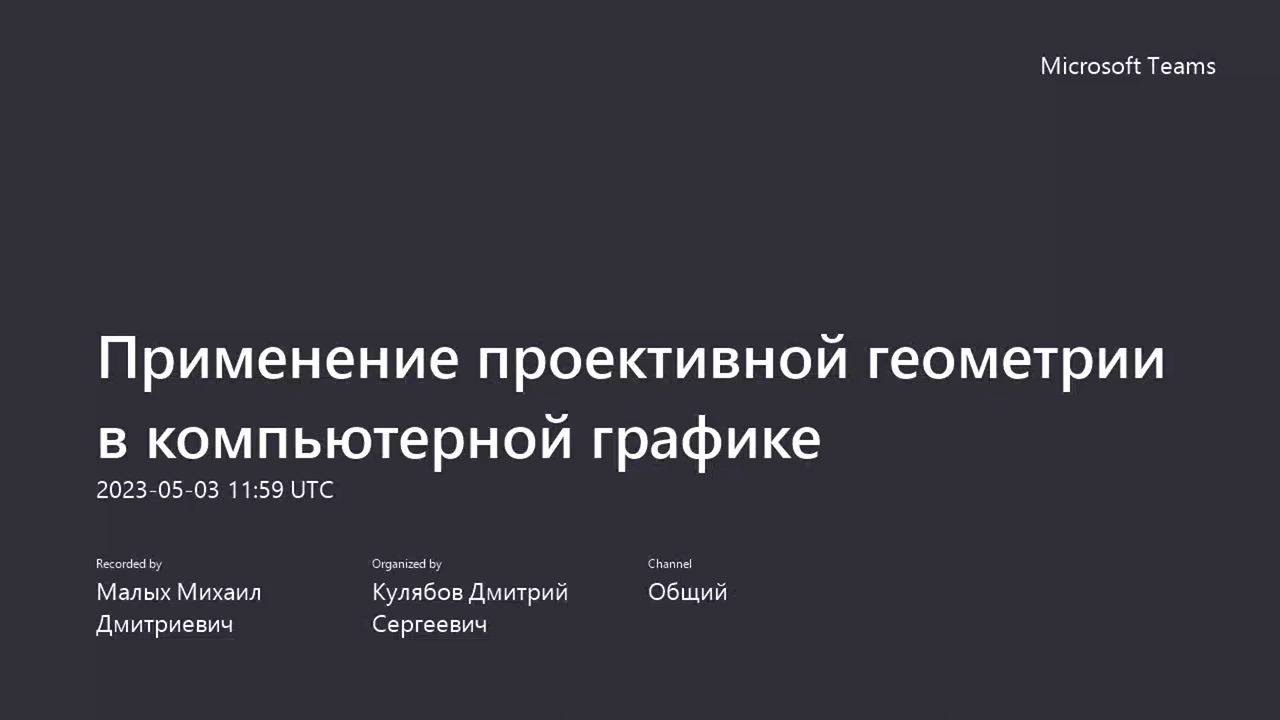 Microsoft Teams
Применение проективной геометрии
в компьютерной графике
2023-05-03 11:59 UTC
Recorded by
Малых Михаил
Дмитриевич
Organized by
Кулябов Дмитрий
Сергеевич
Channel
Общий